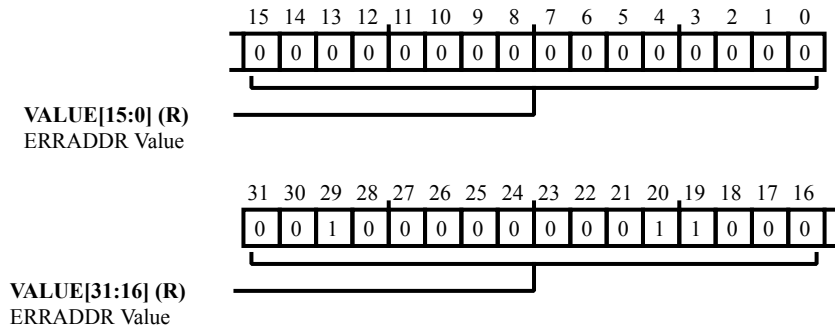 15 14 13 12 11 10 9 8 7 6 5 4 3 2 1 0
0 0 0 0 0 0 0 0 0 0 0 0 0 0 0 0
VALUE[15:0] (R)
ERRADDR Value
31 30 29 28 27 26 25 24 23 22 21 20 19 18 17 16
0 0 1 0 0 0 0 0 0 0 0 1 1 0 0 0
VALUE[31:16] (R)
ERRADDR Value